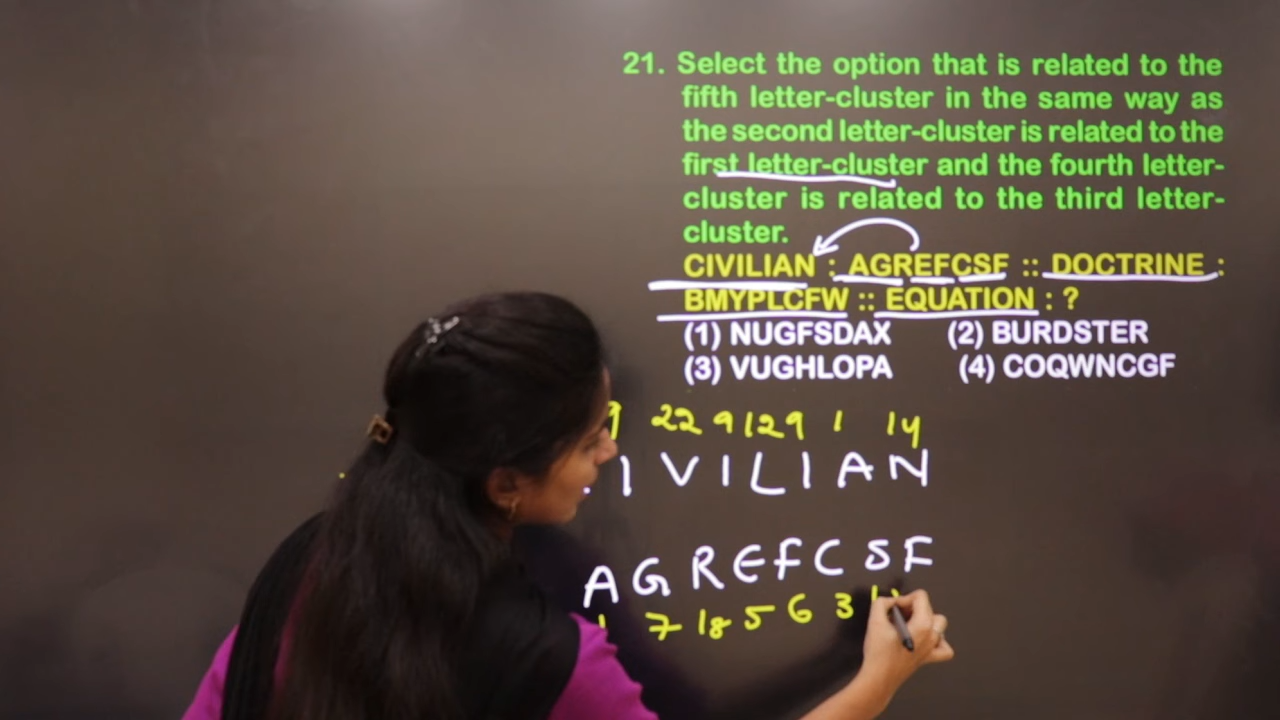 21. Select the option that is related to the
fifth letter-cluster in the same way as
the second letter-cluster is related to the
first letter-cluster and the fourth letter-
cluster is related to the third letter-
cluster.
CIVILIAN : AGREFCSF :: DOCTRINE :
BMYPLCFW :: EQUATION : ?
(1) NUGFSDAX (2) BURDSTER
(3) VUGHLOPA (4) COQWNCGF
9 22 9 12 9 1 14
I V I L I A N
A G R E F C S F
1 7 18 5 6 3